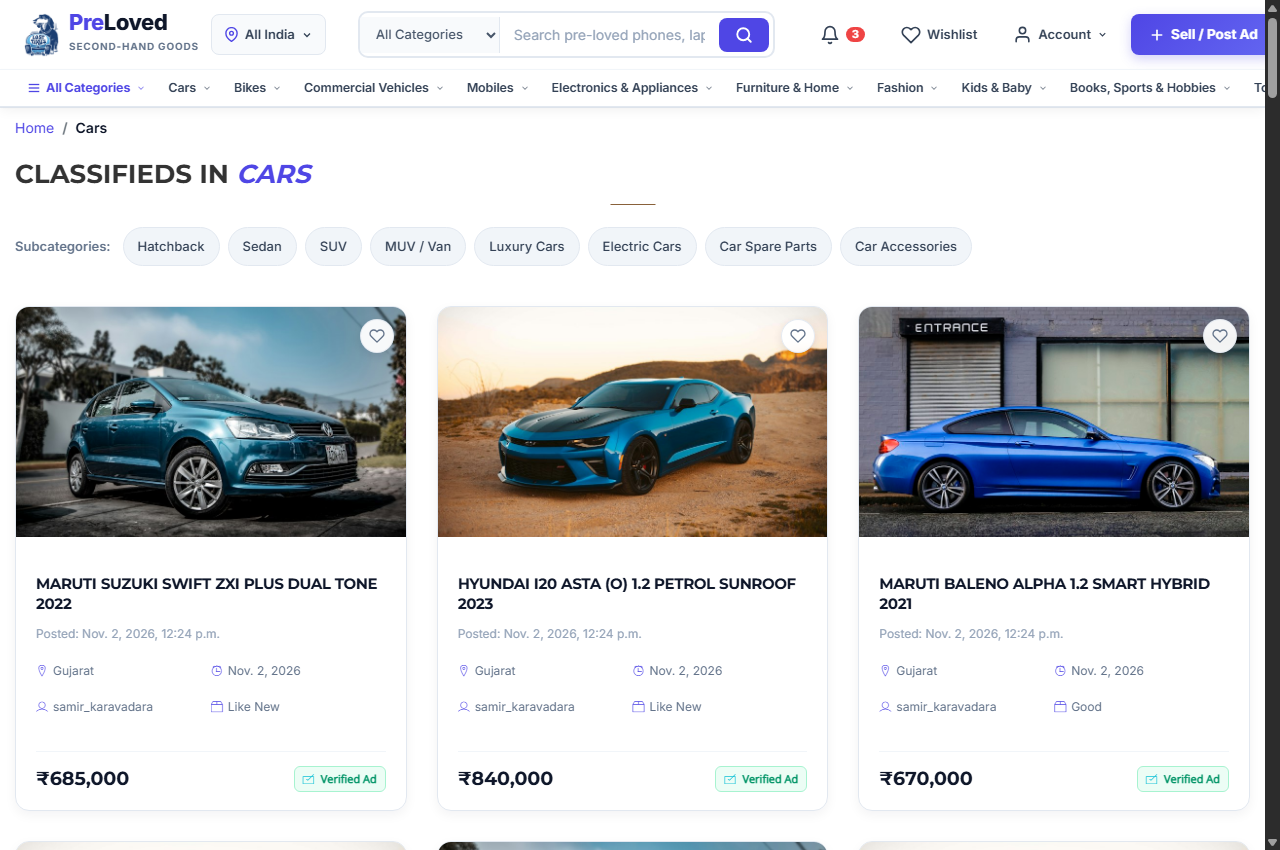 PreLoved
SECOND-HAND GOODS
All India
All Categories
Search pre-loved phones, lap
3
Wishlist
Account
Sell / Post Ad
All Categories
Cars
Bikes
Commercial Vehicles
Mobiles
Electronics & Appliances
Furniture & Home
Fashion
Kids & Baby
Books, Sports & Hobbies
Home / Cars
CLASSIFIEDS IN CARS
Subcategories:
Hatchback
Sedan
SUV
MUV / Van
Luxury Cars
Electric Cars
Car Spare Parts
Car Accessories
MARUTI SUZUKI SWIFT ZXI PLUS DUAL TONE
2022
Posted: Nov. 2, 2026, 12:24 p.m.
Gujarat
Nov. 2, 2026
samir_karavadara
Like New
₹685,000
Verified Ad
HYUNDAI I20 ASTA (O) 1.2 PETROL SUNROOF
2023
Posted: Nov. 2, 2026, 12:24 p.m.
Gujarat
Nov. 2, 2026
samir_karavadara
Like New
₹840,000
Verified Ad
ENTRANCE
MARUTI BALENO ALPHA 1.2 SMART HYBRID
2021
Posted: Nov. 2, 2026, 12:24 p.m.
Gujarat
Nov. 2, 2026
samir_karavadara
Good
₹670,000
Verified Ad